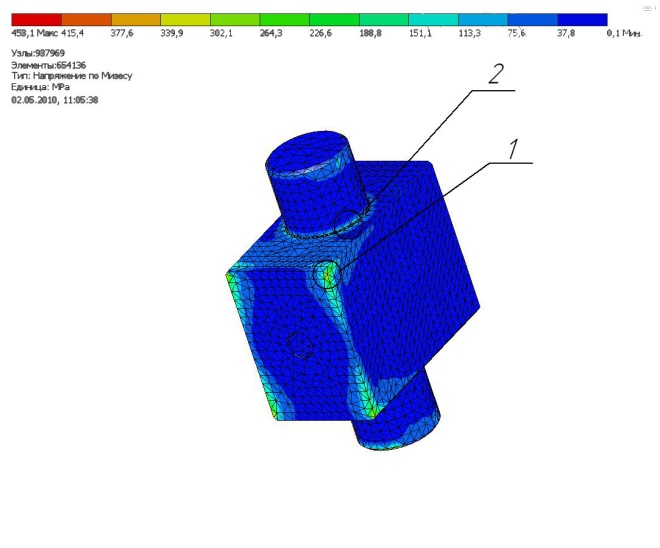 453,1 Макс 415,4 377,6 339,9 302,1 264,3 226,6 188,8 151,1 113,3 75,6 37,8 0,1 Мин.
Узлы:987969
Элементы:654136
Тип: Напряжение по Мизесу
Единица: MPa
02.05.2010, 11:05:38
2
1